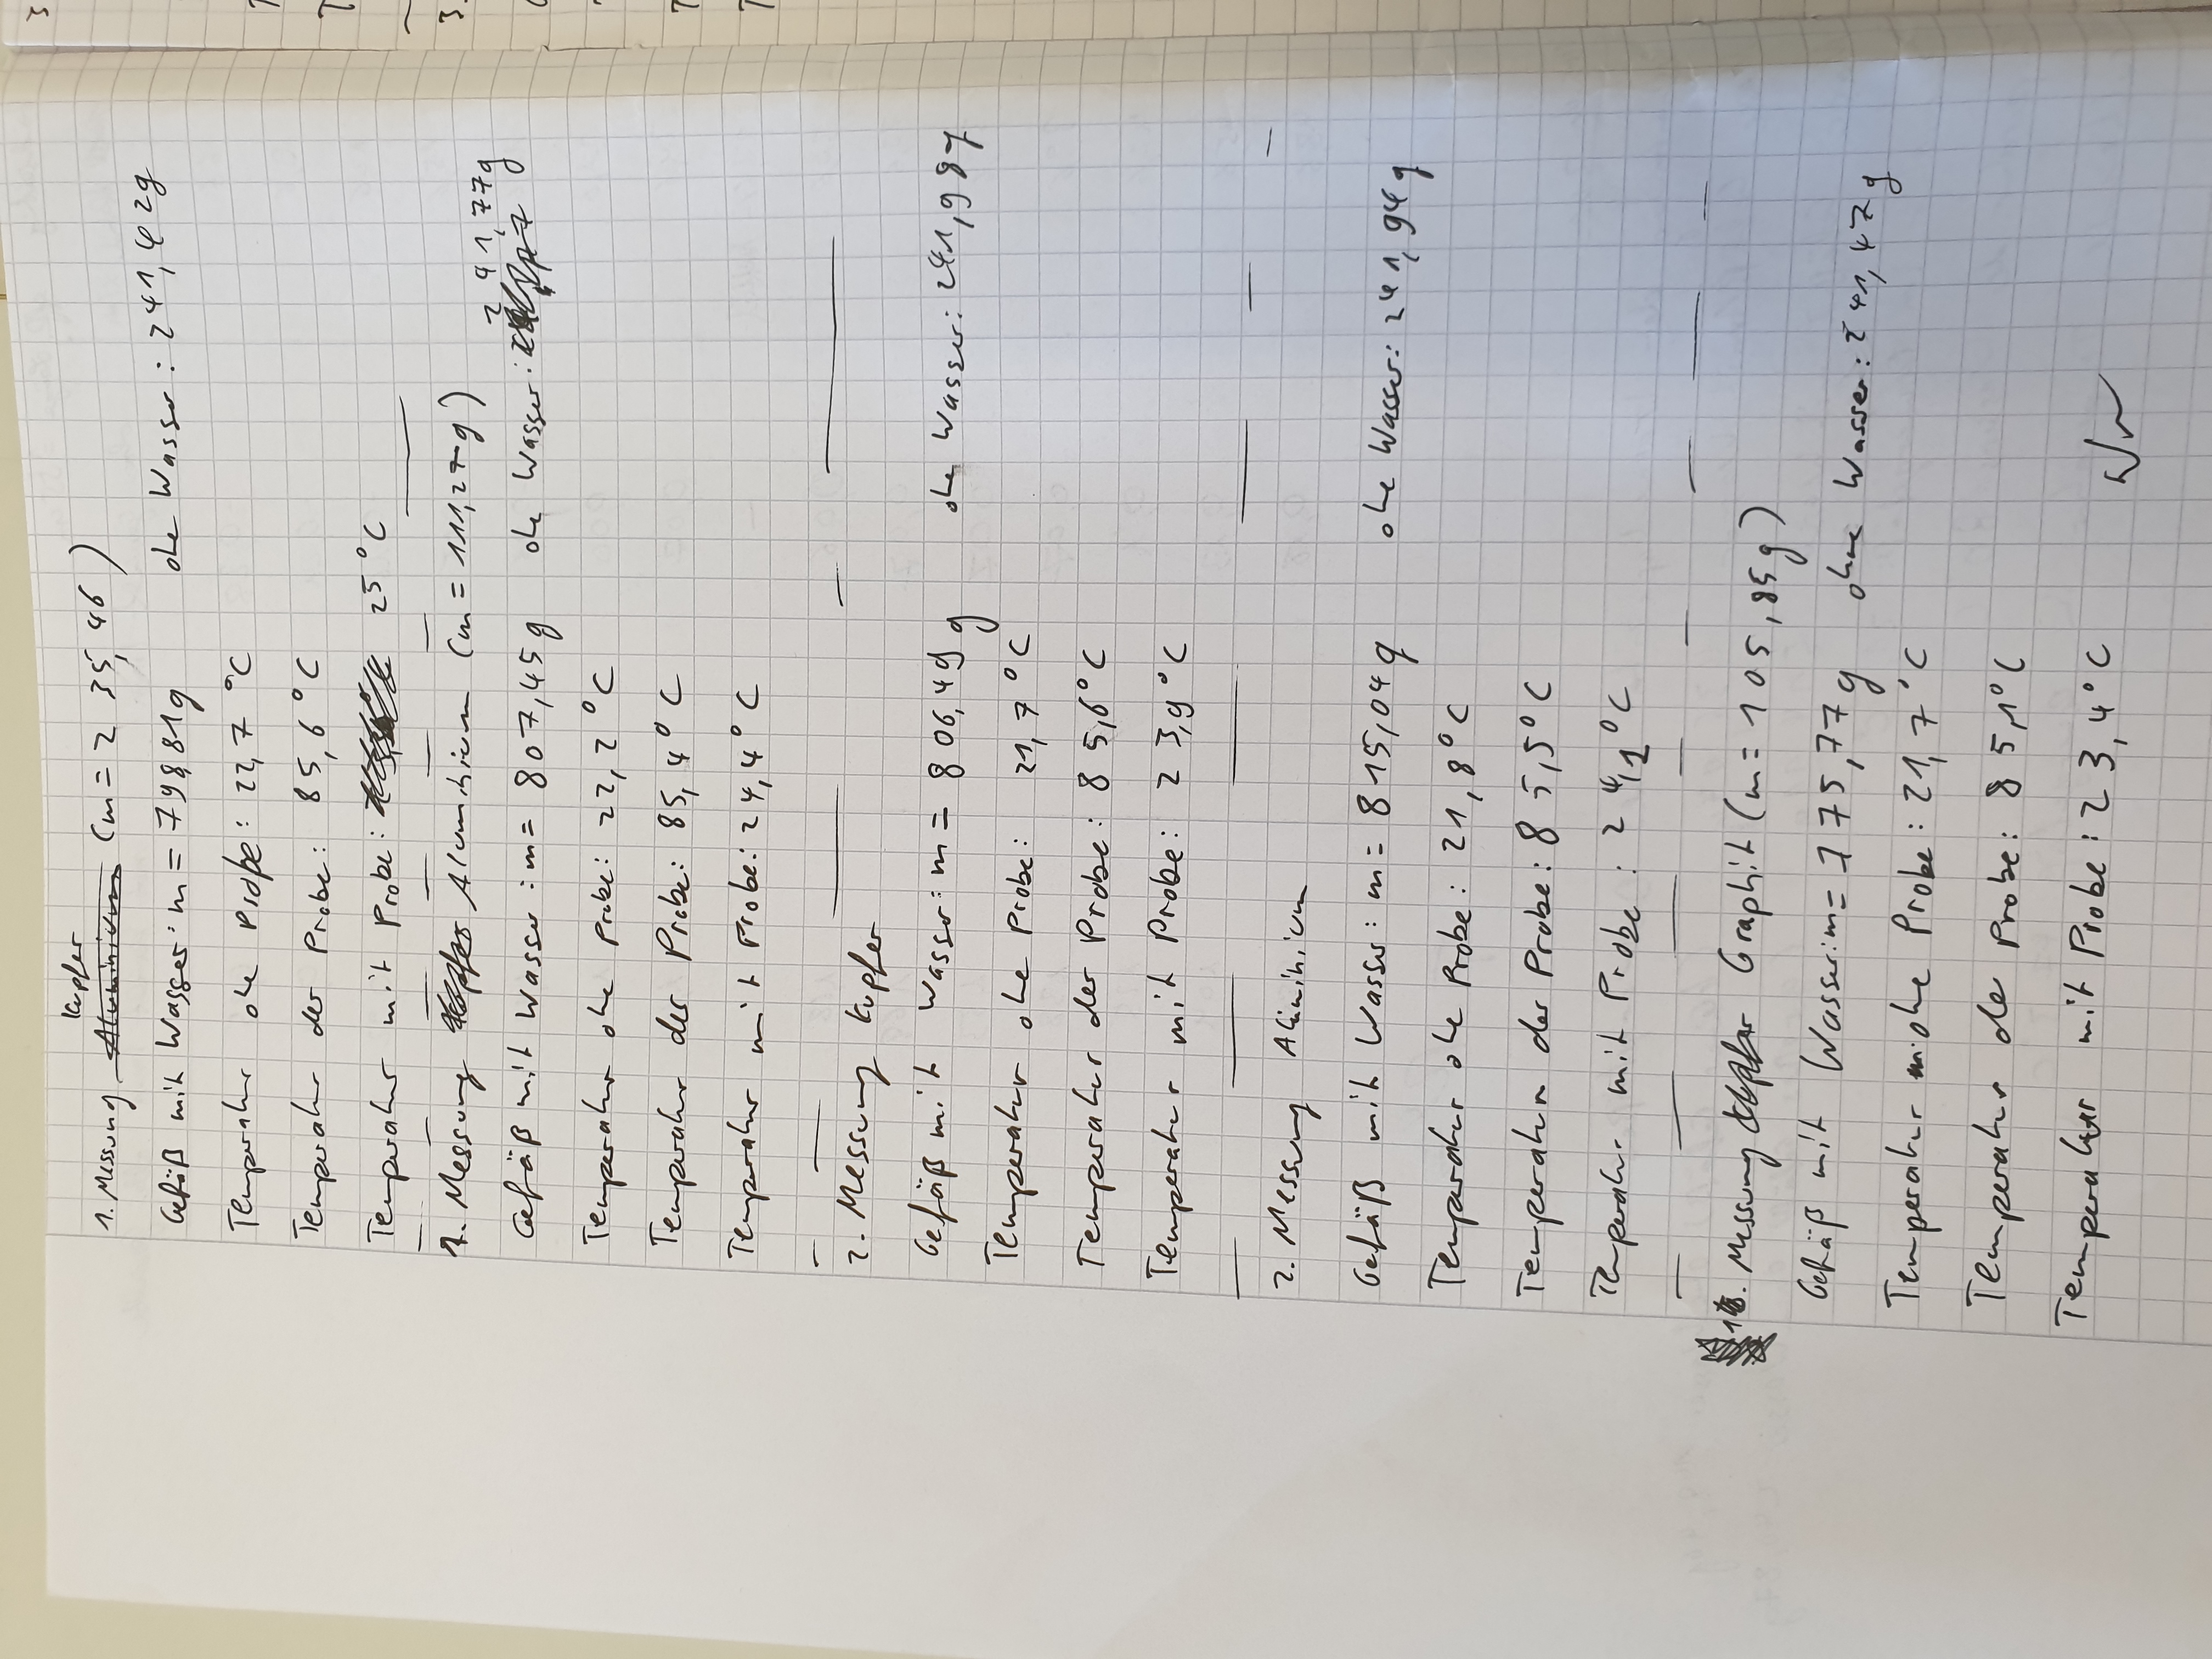 1. Messung Kupfer (m = 235,46)
Gefäß mit Wasser: m = 798,81g ohne Wasser: 241,42g
Temperatur ohne Probe: 22,7 °C
Temperatur der Probe: 85,6 °C
Temperatur mit Probe: 25 °C
1. Messung Aluminium (m = 111,27g)
Gefäß mit Wasser: m = 807,45g ohne Wasser: 241,77g
Temperatur ohne Probe: 22,2 °C
Temperatur der Probe: 85,4 °C
Temperatur mit Probe: 24,4 °C
2. Messung Kupfer
Gefäß mit Wasser: m = 806,49 g ohne Wasser: 241,98g
Temperatur ohne Probe: 21,7 °C
Temperatur der Probe: 85,6 °C
Temperatur mit Probe: 23,9 °C
2. Messung Aluminium
Gefäß mit Wasser: m = 815,04g ohne Wasser: 241,94g
Temperatur ohne Probe: 21,8 °C
Temperatur der Probe: 85,5 °C
Temperatur mit Probe: 24,1 °C
1. Messung Graphit (m = 105,85g)
Gefäß mit Wasser: m = 775,77g ohne Wasser: 241,47g
Temperatur ohne Probe: 21,7 °C
Temperatur der Probe: 85,1 °C
Temperatur mit Probe: 23,4 °C